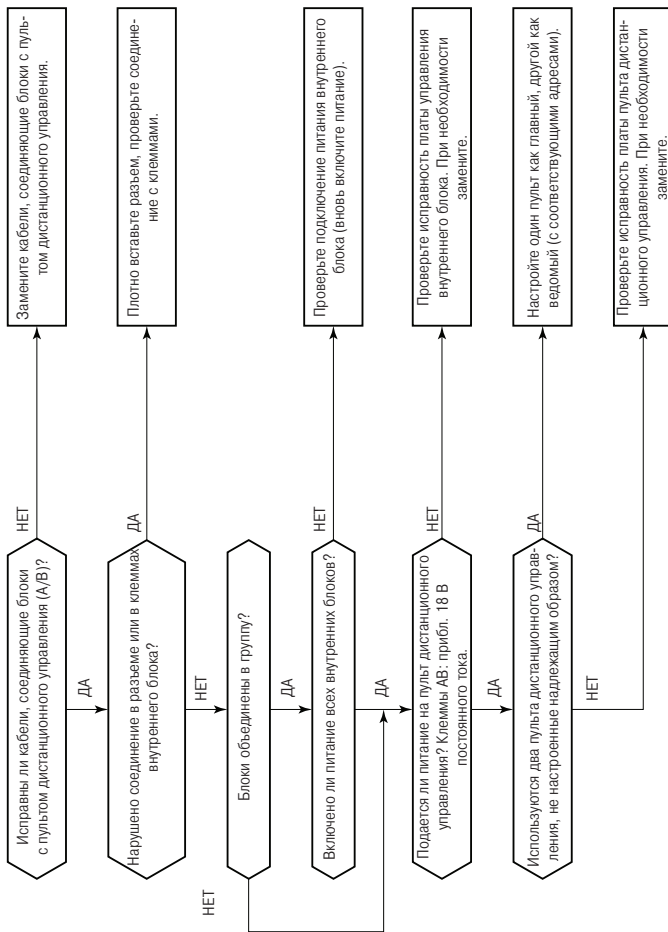 Исправны ли кабели, соединяющие блоки
с пультом дистанционного управления (A/B)?
НЕТ
Замените кабели, соединяющие блоки с пуль-
том дистанционного управления.
ДА
Нарушено соединение в разъеме или в клеммах
внутреннего блока?
ДА
Плотно вставьте разъем, проверьте соедине-
ние с клеммами.
НЕТ
Блоки объединены в группу?
НЕТ
ДА
Включено ли питание всех внутренних блоков?
НЕТ
Проверьте подключение питания внутреннего
блока (вновь включите питание).
ДА
Подается ли питание на пульт дистанционного
управления? Клеммы AB: прибл. 18 В
постоянного тока.
НЕТ
Проверьте исправность платы управления
внутреннего блока. При необходимости
замените.
ДА
Используются два пульта дистанционного управ-
ления, не настроенные надлежащим образом?
ДА
Настройте один пульт как главный, другой как
ведомый (с соответствующими адресами).
НЕТ
Проверьте исправность платы пульта дистан-
ционного управления. При необходимости
замените.